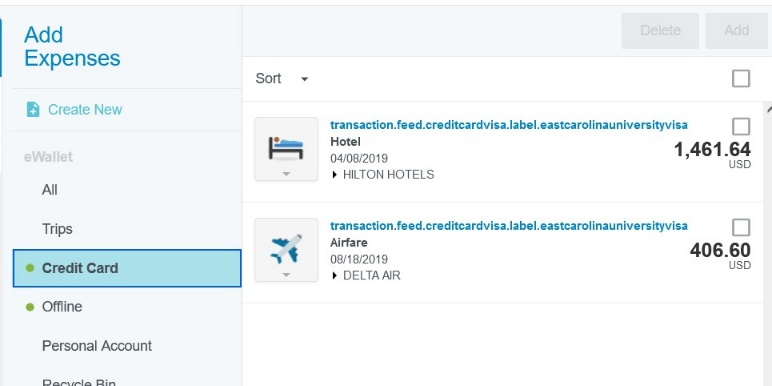 Add
Expenses
Create New
eWallet
All
Trips
Credit Card
Offline
Personal Account
Recycle Bin
Delete
Add
Sort
transaction.feed.creditcardvisa.label.eastcarolinauniversityvisa
Hotel
1,461.64
04/08/2019
USD
HILTON HOTELS
transaction.feed.creditcardvisa.label.eastcarolinauniversityvisa
Airfare
406.60
08/18/2019
USD
DELTA AIR